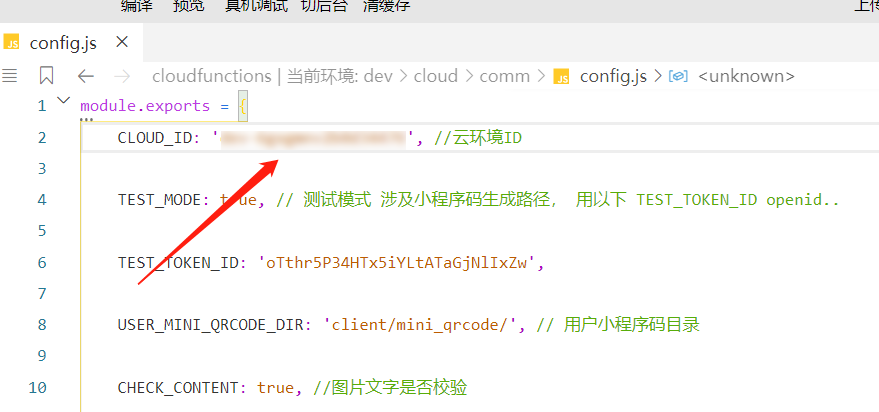 编译 预览 真机调试 切后台 清缓存 上传
JS config.js ×
cloudfunctions | 当前环境: dev > cloud > comm > JS config.js > <unknown>
1 module.exports = {
2 CLOUD_ID: '', //云环境ID
3
4 TEST_MODE: true, // 测试模式 涉及小程序码生成路径， 用以下 TEST_TOKEN_ID openid..
5
6 TEST_TOKEN_ID: 'oTthr5P34HTx5iYLtATaGjNlIxZw',
7
8 USER_MINI_QRCODE_DIR: 'client/mini_qrcode/', // 用户小程序码目录
9
10 CHECK_CONTENT: true, //图片文字是否校验